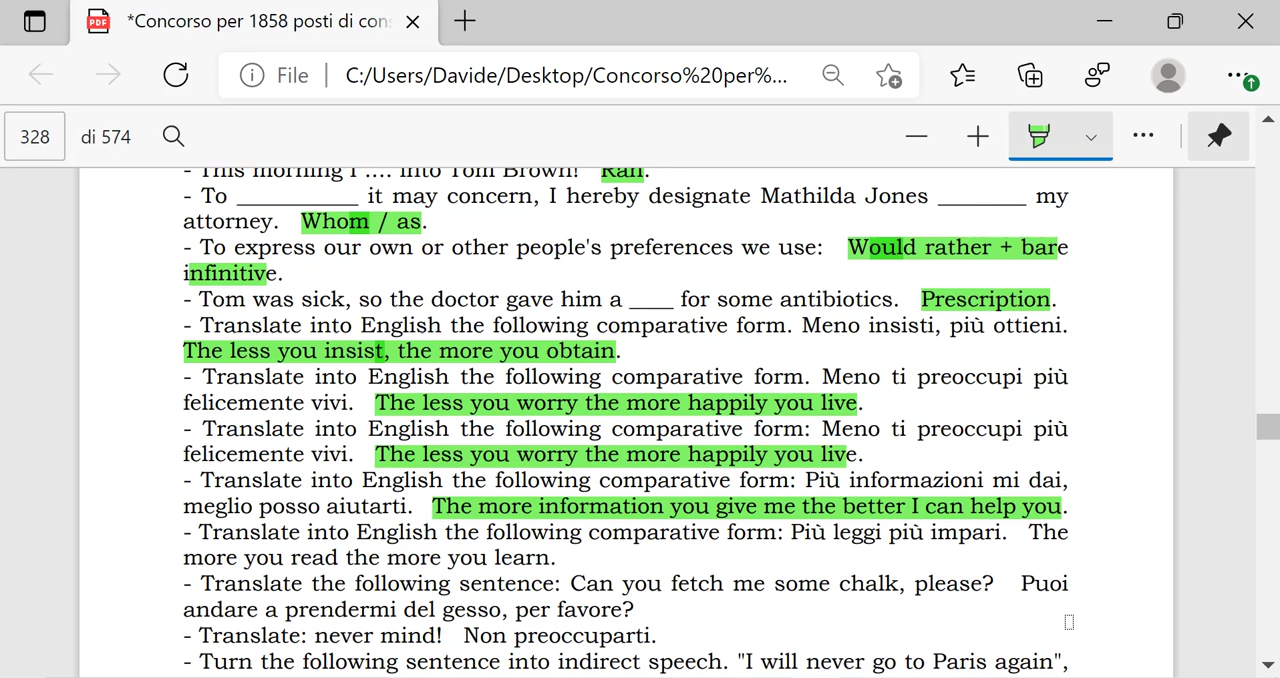 *Concorso per 1858 posti di con
File
C:/Users/Davide/Desktop/Concorso%20per%...
328 di 574
- This morning I .... into Tom Brown! Ran.
- To ___________ it may concern, I hereby designate Mathilda Jones ________ my
attorney. Whom / as.
- To express our own or other people's preferences we use: Would rather + bare
infinitive.
- Tom was sick, so the doctor gave him a ____ for some antibiotics. Prescription.
- Translate into English the following comparative form. Meno insisti, più ottieni.
The less you insist, the more you obtain.
- Translate into English the following comparative form. Meno ti preoccupi più
felicemente vivi. The less you worry the more happily you live.
- Translate into English the following comparative form: Meno ti preoccupi più
felicemente vivi. The less you worry the more happily you live.
- Translate into English the following comparative form: Più informazioni mi dai,
meglio posso aiutarti. The more information you give me the better I can help you.
- Translate into English the following comparative form: Più leggi più impari. The
more you read the more you learn.
- Translate the following sentence: Can you fetch me some chalk, please? Puoi
andare a prendermi del gesso, per favore?
- Translate: never mind! Non preoccuparti.
- Turn the following sentence into indirect speech. "I will never go to Paris again",